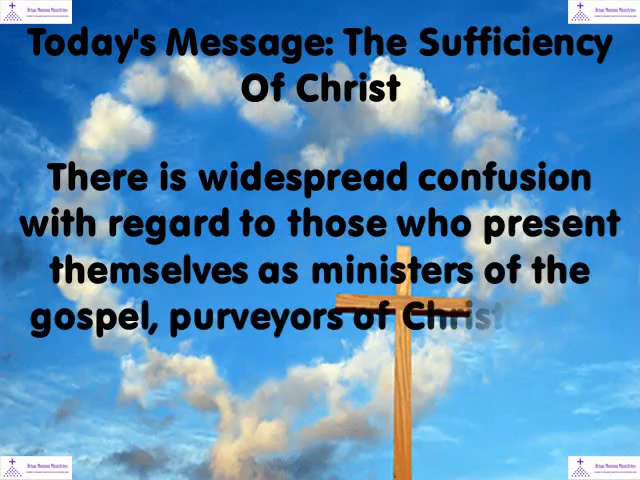 Today's Message: The Sufficiency
Of Christ
There is widespread confusion
with regard to those who present
themselves as ministers of the
gospel, purveyors of Christ